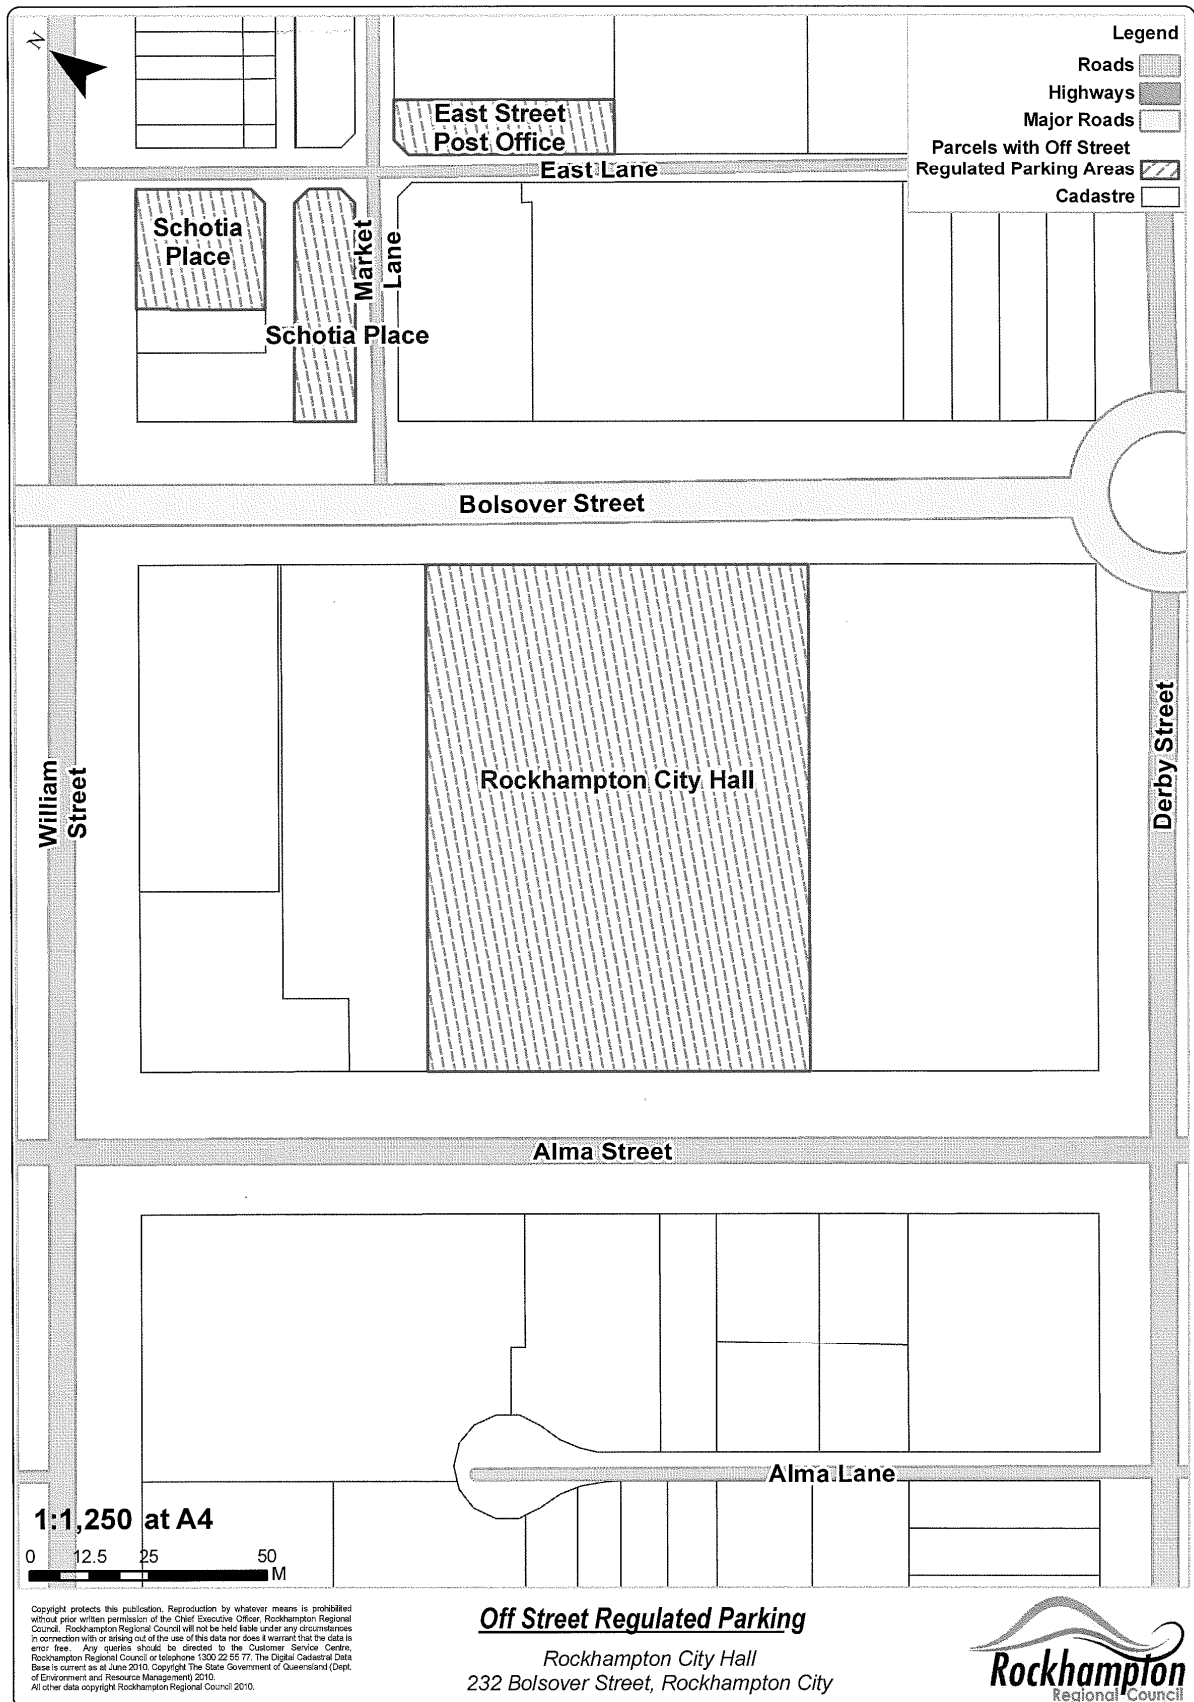 N
Legend
Roads
Highways
Major Roads
Parcels with Off Street
Regulated Parking Areas
Cadastre
East Street
Post Office
East Lane
Schotia
Place
Market
Lane
Schotia Place
Bolsover Street
Rockhampton City Hall
William
Street
Derby Street
Alma Street
Alma Lane
1:1,250 at A4
0 12.5 25 50
M
Copyright protects this publication. Reproduction by whatever means is prohibited
without prior written permission of the Chief Executive Officer, Rockhampton Regional
Council. Rockhampton Regional Council will not be held liable under any circumstances
in connection with or arising out of the use of this data nor does it warrant that the data is
error free. Any queries should be directed to the Customer Service Centre,
Rockhampton Regional Council or telephone 1300 22 55 77. The Digital Cadastral Data
Base is current as at June 2010. Copyright The State Government of Queensland (Dept.
of Environment and Resource Management) 2010.
All other data copyright Rockhampton Regional Council 2010.
Off Street Regulated Parking
Rockhampton City Hall
232 Bolsover Street, Rockhampton City
Rockhampton
Regional Council